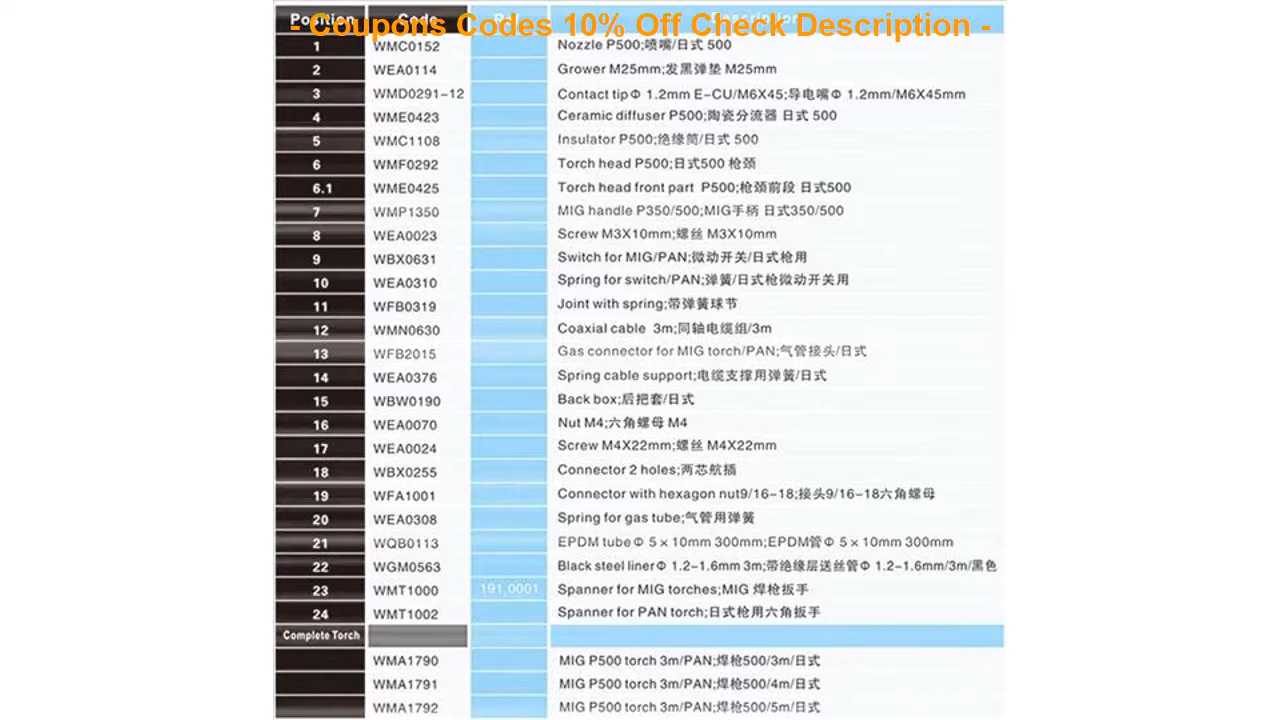 Position Code Description
- Coupons Codes 10% Off Check Description -
1 WMC0152 Nozzle P500;喷嘴/日式 500
2 WEA0114 Grower M25mm;发黑弹垫 M25mm
3 WMD0291-12 Contact tipΦ 1.2mm E-CU/M6X45;导电嘴Φ 1.2mm/M6X45mm
4 WME0423 Ceramic diffuser P500;陶瓷分流器 日式 500
5 WMC1108 Insulator P500;绝缘筒/日式 500
6 WMF0292 Torch head P500;日式500 枪颈
6.1 WME0425 Torch head front part P500;枪颈前段 日式500
7 WMP1350 MIG handle P350/500;MIG手柄 日式350/500
8 WEA0023 Screw M3X10mm;螺丝 M3X10mm
9 WBX0631 Switch for MIG/PAN;微动开关/日式枪用
10 WEA0310 Spring for switch/PAN;弹簧/日式枪微动开关用
11 WFB0319 Joint with spring;带弹簧球节
12 WMN0630 Coaxial cable 3m;同轴电缆组/3m
13 WFB2015 Gas connector for MIG torch/PAN;气管接头/日式
14 WEA0376 Spring cable support;电缆支撑用弹簧/日式
15 WBW0190 Back box;后把套/日式
16 WEA0070 Nut M4;六角螺母 M4
17 WEA0024 Screw M4X22mm;螺丝 M4X22mm
18 WBX0255 Connector 2 holes;两芯航插
19 WFA1001 Connector with hexagon nut9/16-18;接头9/16-18六角螺母
20 WEA0308 Spring for gas tube;气管用弹簧
21 WQB0113 EPDM tubeΦ 5×10mm 300mm;EPDM管Φ 5×10mm 300mm
22 WGM0563 Black steel linerΦ 1.2-1.6mm 3m;带绝缘层送丝管Φ 1.2-1.6mm/3m/黑色
23 WMT1000 191.0001 Spanner for MIG torches;MIG 焊枪扳手
24 WMT1002 Spanner for PAN torch;日式枪用六角扳手
Complete Torch
WMA1790 MIG P500 torch 3m/PAN;焊枪500/3m/日式
WMA1791 MIG P500 torch 3m/PAN;焊枪500/4m/日式
WMA1792 MIG P500 torch 3m/PAN;焊枪500/5m/日式